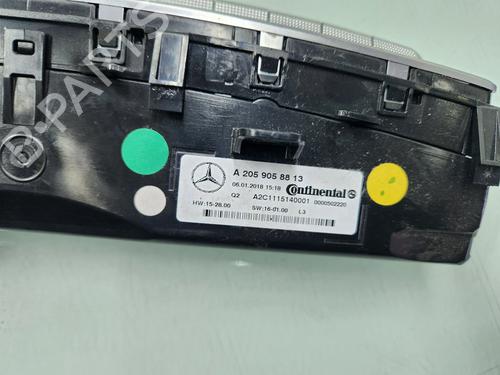 A 205 905 88 13
06.01.2018 15:18 Continental
Q2 A2C1115140001 0000502220
HW:15-28.00 SW:16-01.00 L3
B-PARTS